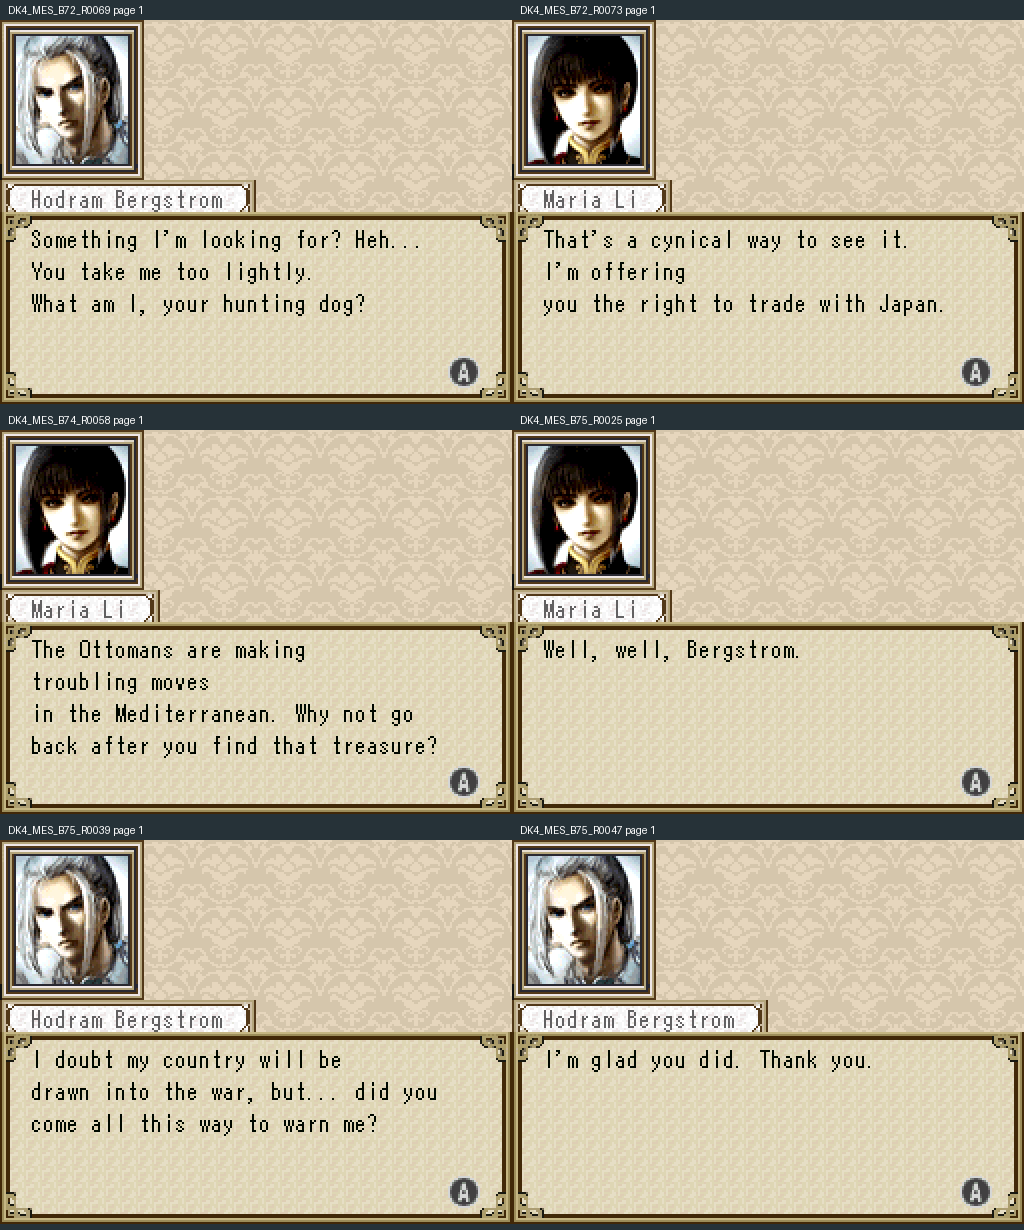 DK4_MES_B72_R0069 page 1
Hodram Bergstrom
Something I'm looking for? Heh...
You take me too lightly.
What am I, your hunting dog?
A
DK4_MES_B72_R0073 page 1
Maria Li
That's a cynical way to see it.
I'm offering
you the right to trade with Japan.
A
DK4_MES_B74_R0058 page 1
Maria Li
The Ottomans are making
troubling moves
in the Mediterranean. Why not go
back after you find that treasure?
A
DK4_MES_B75_R0025 page 1
Maria Li
Well, well, Bergstrom.
A
DK4_MES_B75_R0039 page 1
Hodram Bergstrom
I doubt my country will be
drawn into the war, but... did you
come all this way to warn me?
A
DK4_MES_B75_R0047 page 1
Hodram Bergstrom
I'm glad you did. Thank you.
A